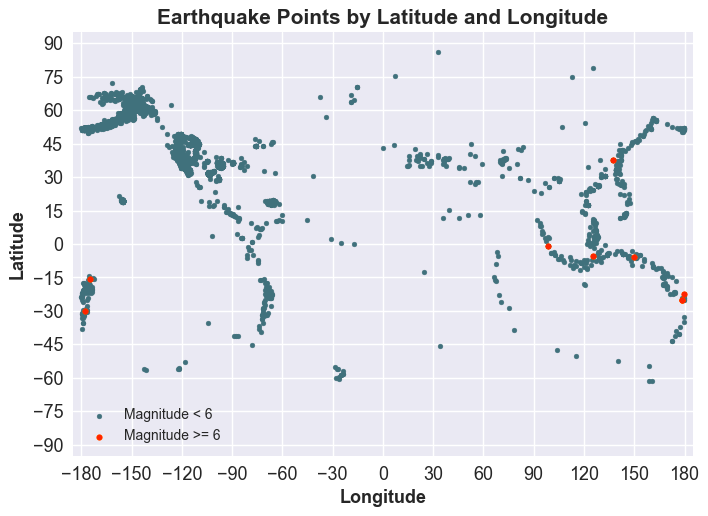 Earthquake Points by Latitude and Longitude
90
75
60
45
30
15
0
−15
−30
−45
−60
−75
−90
Latitude
Magnitude < 6
Magnitude >= 6
−180 −150 −120 −90 −60 −30 0 30 60 90 120 150 180
Longitude